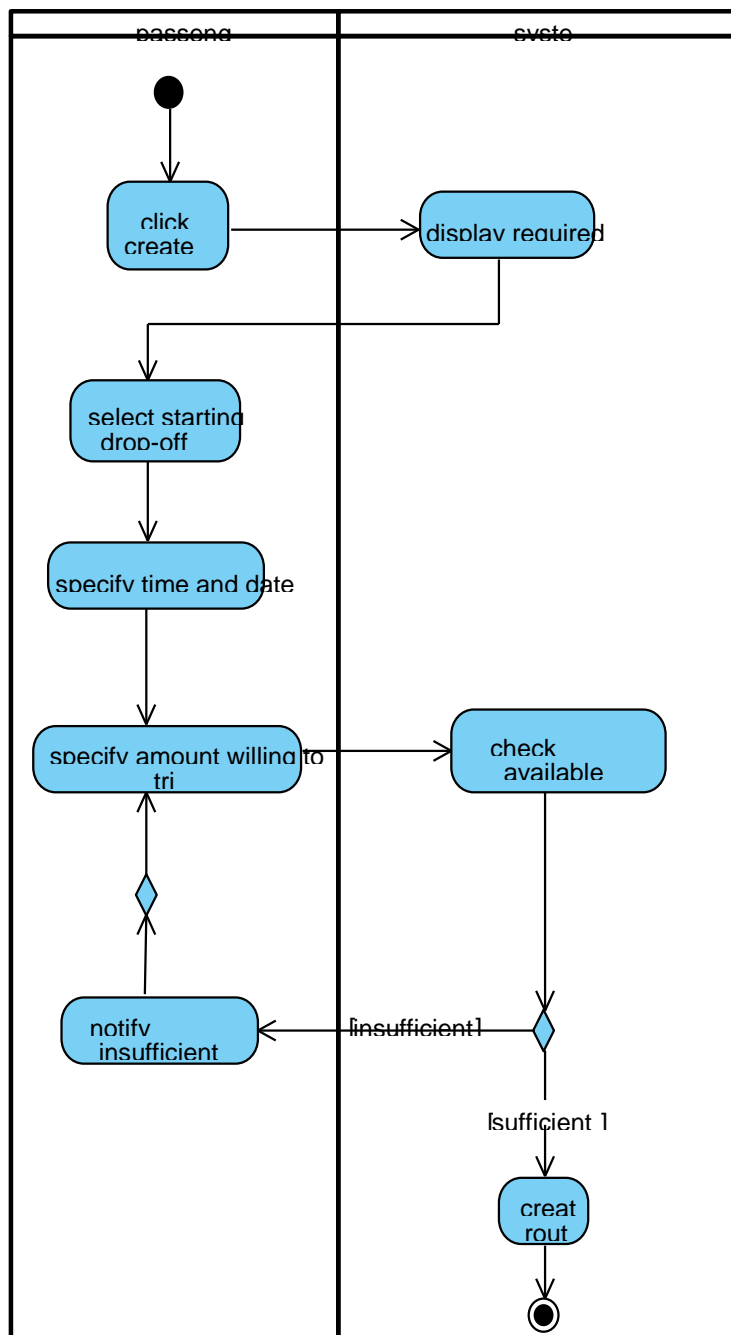 passeng
syste
click
create
display required
select starting
drop-off
specify time and date
specify amount willing to
tri
check
available
notify
insufficient
[insufficient]
[sufficient ]
creat
rout